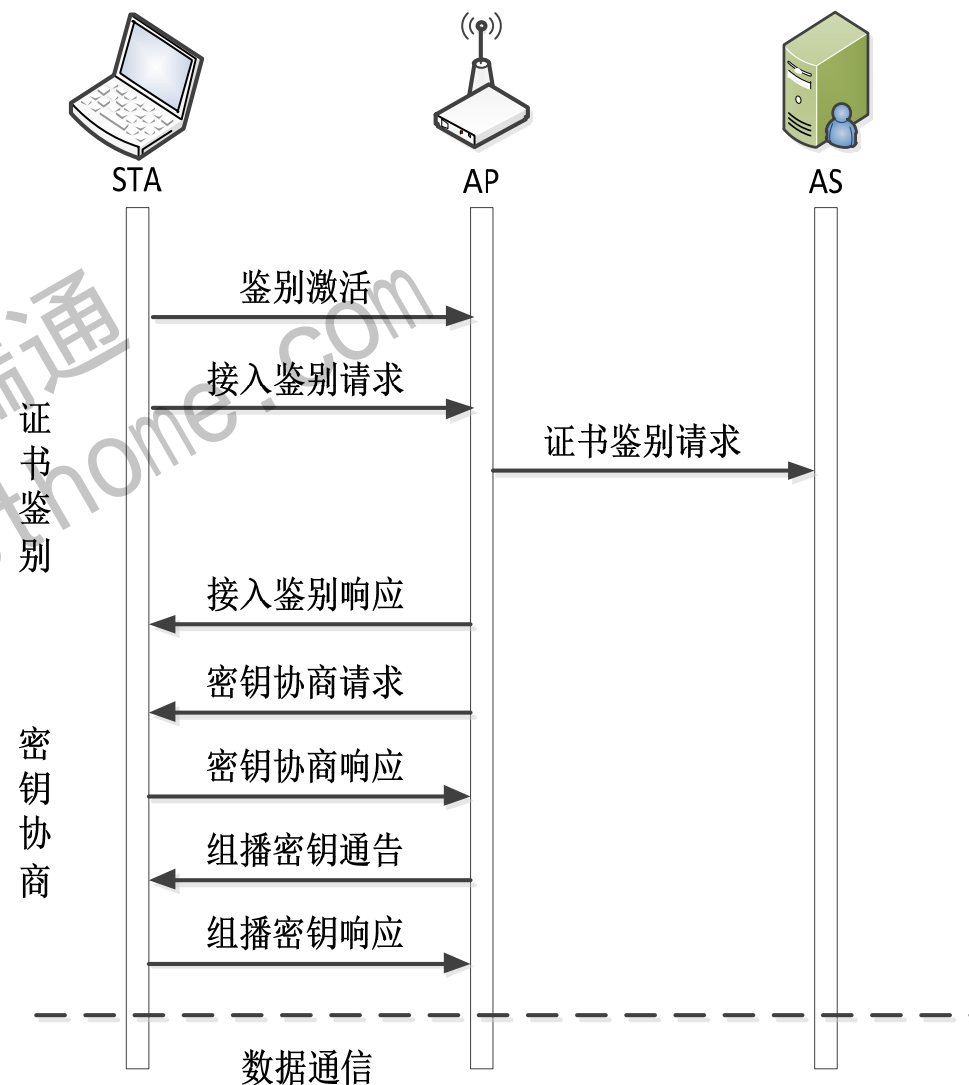 STA
AP
AS
鉴别激活
接入鉴别请求
证书鉴别请求
证书鉴别
接入鉴别响应
密钥协商请求
密钥协商响应
密钥协商
组播密钥通告
组播密钥响应
数据通信